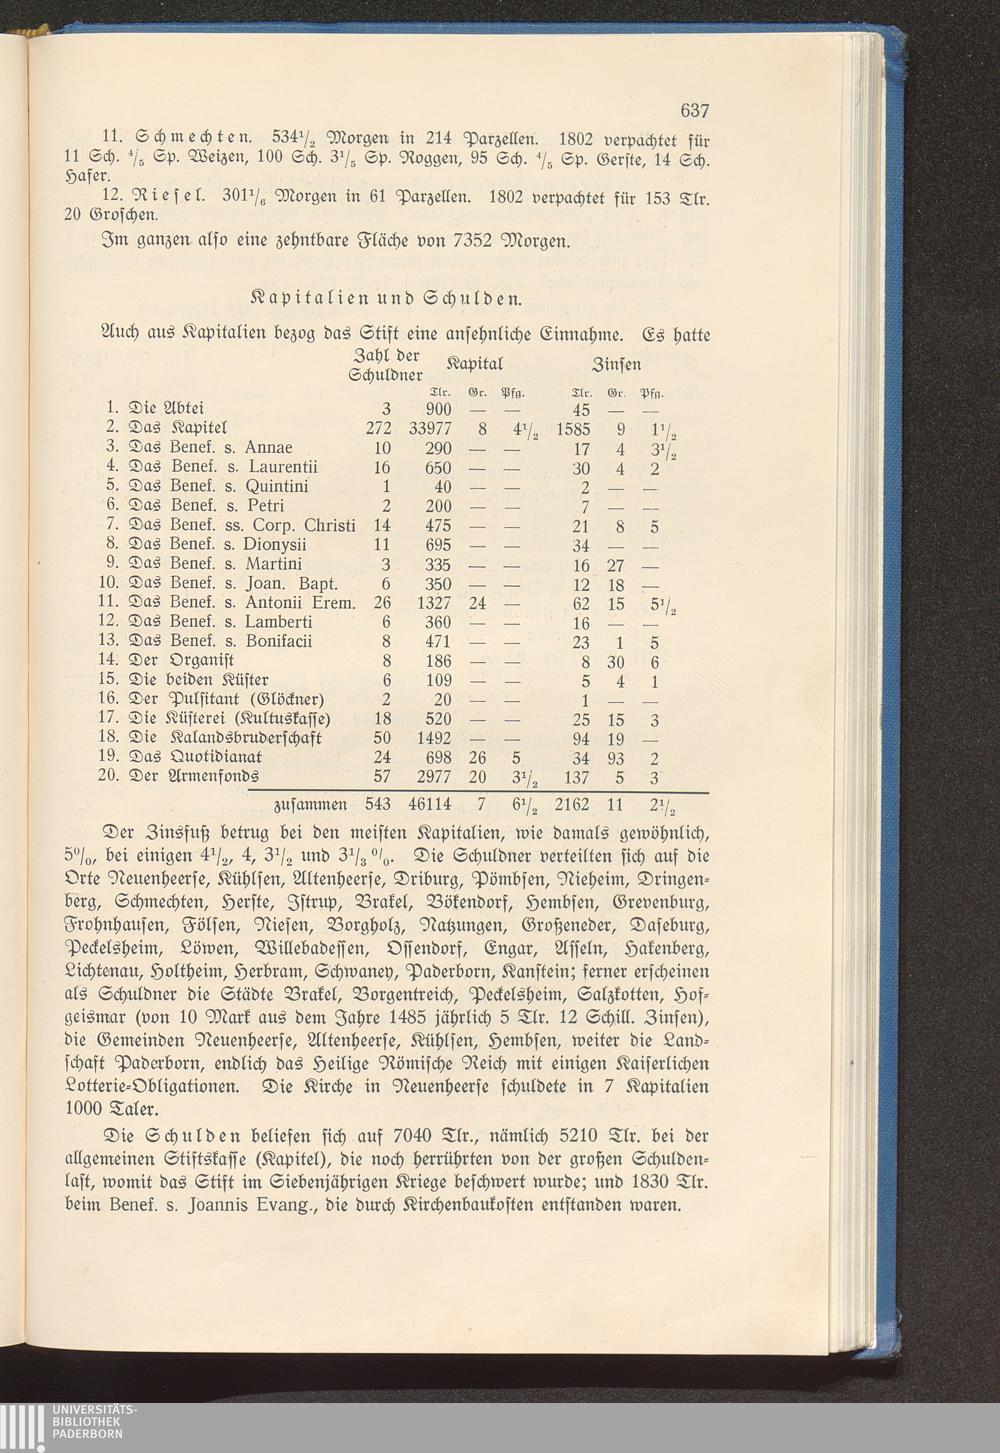 637
11. Schmechten. 534¹/₂ Morgen in 214 Parzellen. 1802 verpachtet für
11 Sch. ⁴/₅ Sp. Weizen, 100 Sch. 3¹/₅ Sp. Roggen, 95 Sch. ⁴/₅ Sp. Gerste, 14 Sch.
Hafer.
12. Riesel. 301¹/₆ Morgen in 61 Parzellen. 1802 verpachtet für 153 Tlr.
20 Groschen.
Im ganzen also eine zehntbare Fläche von 7352 Morgen.
Kapitalien und Schulden.
Auch aus Kapitalien bezog das Stift eine ansehnliche Einnahme. Es hatte
Zahl der Schuldner Kapital Zinsen
Tlr. Gr. Pfg. Tlr. Gr. Pfg.
1. Die Abtei 3 900 — — 45 — —
2. Das Kapitel 272 33977 8 4¹/₂ 1585 9 1¹/₂
3. Das Benef. s. Annae 10 290 — — 17 4 3¹/₂
4. Das Benef. s. Laurentii 16 650 — — 30 4 2
5. Das Benef. s. Quintini 1 40 — — 2 — —
6. Das Benef. s. Petri 2 200 — — 7 — —
7. Das Benef. ss. Corp. Christi 14 475 — — 21 8 5
8. Das Benef. s. Dionysii 11 695 — — 34 — —
9. Das Benef. s. Martini 3 335 — — 16 27 —
10. Das Benef. s. Joan. Bapt. 6 350 — — 12 18 —
11. Das Benef. s. Antonii Erem. 26 1327 24 — 62 15 5¹/₂
12. Das Benef. s. Lamberti 6 360 — — 16 — —
13. Das Benef. s. Bonifacii 8 471 — — 23 1 5
14. Der Organist 8 186 — — 8 30 6
15. Die beiden Küster 6 109 — — 5 4 1
16. Der Pulsitant (Glöckner) 2 20 — — 1 — —
17. Die Küsterei (Kultuskasse) 18 520 — — 25 15 3
18. Die Kalandsbruderschaft 50 1492 — — 94 19 —
19. Das Quotidianat 24 698 26 5 34 93 2
20. Der Armenfonds 57 2977 20 3¹/₂ 137 5 3
zusammen 543 46114 7 6¹/₂ 2162 11 2¹/₂
Der Zinsfuß betrug bei den meisten Kapitalien, wie damals gewöhnlich,
5⁰/₀, bei einigen 4¹/₂, 4, 3¹/₂ und 3¹/₃ ⁰/₀. Die Schuldner verteilten sich auf die
Orte Neuenheerse, Kühlsen, Altenheerse, Driburg, Pömbsen, Nieheim, Dringen-
berg, Schmechten, Herste, Istrup, Brakel, Bökendorf, Hembsen, Grevenburg,
Frohnhausen, Fölsen, Niesen, Borgholz, Natzungen, Großeneder, Daseburg,
Peckelsheim, Löwen, Willebadessen, Ossendorf, Engar, Asseln, Hakenberg,
Lichtenau, Holtheim, Herbram, Schwaney, Paderborn, Kanstein; ferner erscheinen
als Schuldner die Städte Brakel, Borgentreich, Peckelsheim, Salzkotten, Hof-
geismar (von 10 Mark aus dem Jahre 1485 jährlich 5 Tlr. 12 Schill. Zinsen),
die Gemeinden Neuenheerse, Altenheerse, Kühlsen, Hembsen, weiter die Land-
schaft Paderborn, endlich das Heilige Römische Reich mit einigen Kaiserlichen
Lotterie-Obligationen. Die Kirche in Neuenheerse schuldete in 7 Kapitalien
1000 Taler.
Die Schulden beliefen sich auf 7040 Tlr., nämlich 5210 Tlr. bei der
allgemeinen Stiftskasse (Kapitel), die noch herrührten von der großen Schulden-
last, womit das Stift im Siebenjährigen Kriege beschwert wurde; und 1830 Tlr.
beim Benef. s. Joannis Evang., die durch Kirchenbaukosten entstanden waren.
UNIVERSITÄTS-
BIBLIOTHEK
PADERBORN